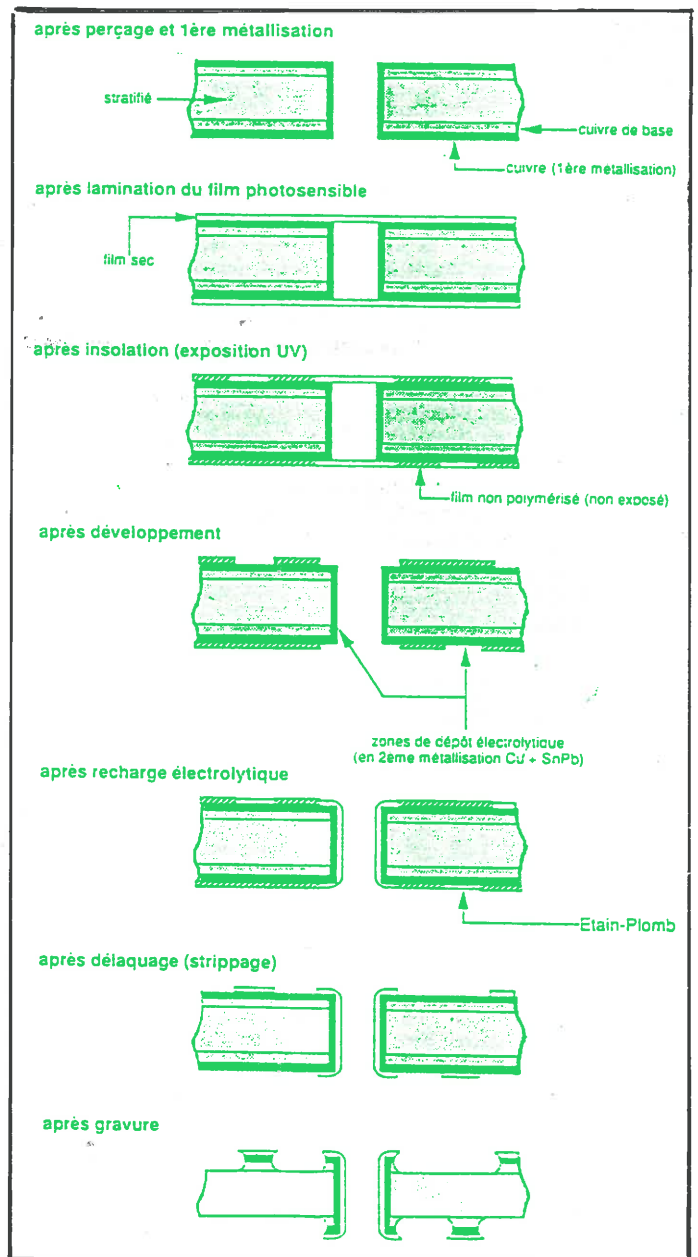 après perçage et 1ère métallisation
stratifié
cuivre de base
cuivre (1ère métallisation)
après lamination du film photosensible
film sec
après insolation (exposition UV)
film non polymérisé (non exposé)
après développement
zones de dépôt électrolytique
(en 2ème métallisation Cu + SnPb)
après recharge électrolytique
Etain-Plomb
après délaquage (strippage)
après gravure